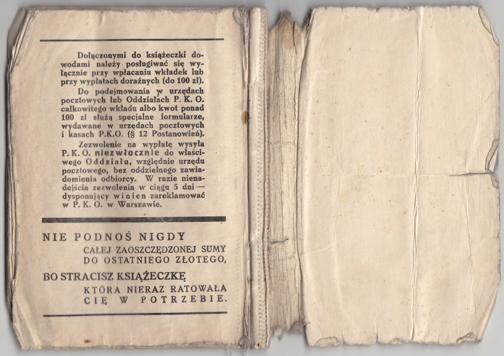 Dołączonymi do książeczki do-
wodami należy posługiwać się wy-
łącznie przy wpłacaniu wkładek lub
przy wypłatach doraźnych (do 100 zł).
Do podejmowania w urzędach
pocztowych lub Oddziałach P. K. O.
całkowitego wkładu albo kwot ponad
100 zł służą specjalne formularze,
wydawane w urzędach pocztowych
i kasach P.K.O. (§ 12 Postanowień).
Zezwolenie na wypłatę wysyła
P. K. O. niezwłocznie do właści-
wego Oddziału, względnie urzędu
pocztowego, bez oddzielnego zawia-
domienia odbiorcy. W razie niena-
dejścia zezwolenia w ciągu 5 dni —
dysponujący winien zareklamować
w P. K. O. w Warszawie.
NIE PODNOŚ NIGDY
CAŁEJ ZAOSZCZĘDZONEJ SUMY
DO OSTATNIEGO ZŁOTEGO,
BO STRACISZ KSIĄŻECZKĘ
KTÓRA NIERAZ RATOWAŁA
CIĘ W POTRZEBIE.